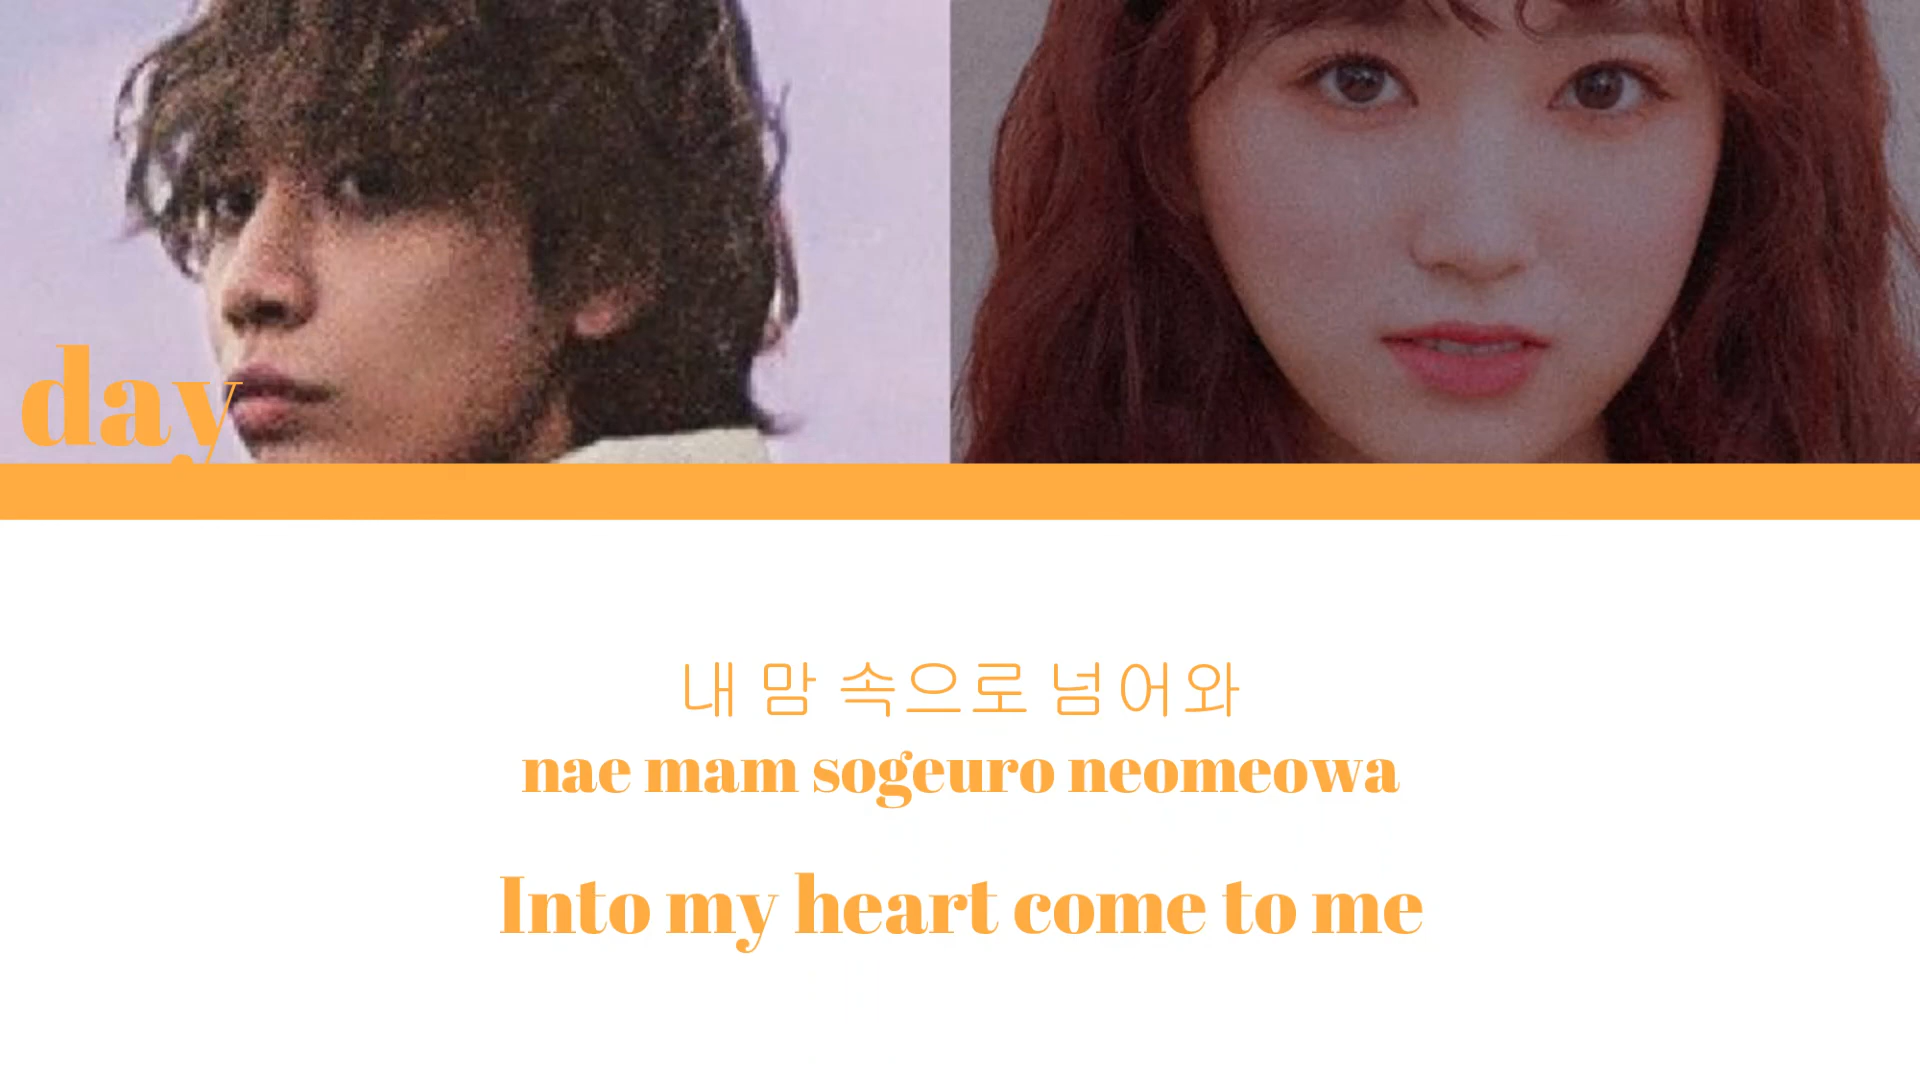 day
내 맘 속으로 넘어와
nae mam sogeuro neomeowa
Into my heart come to me